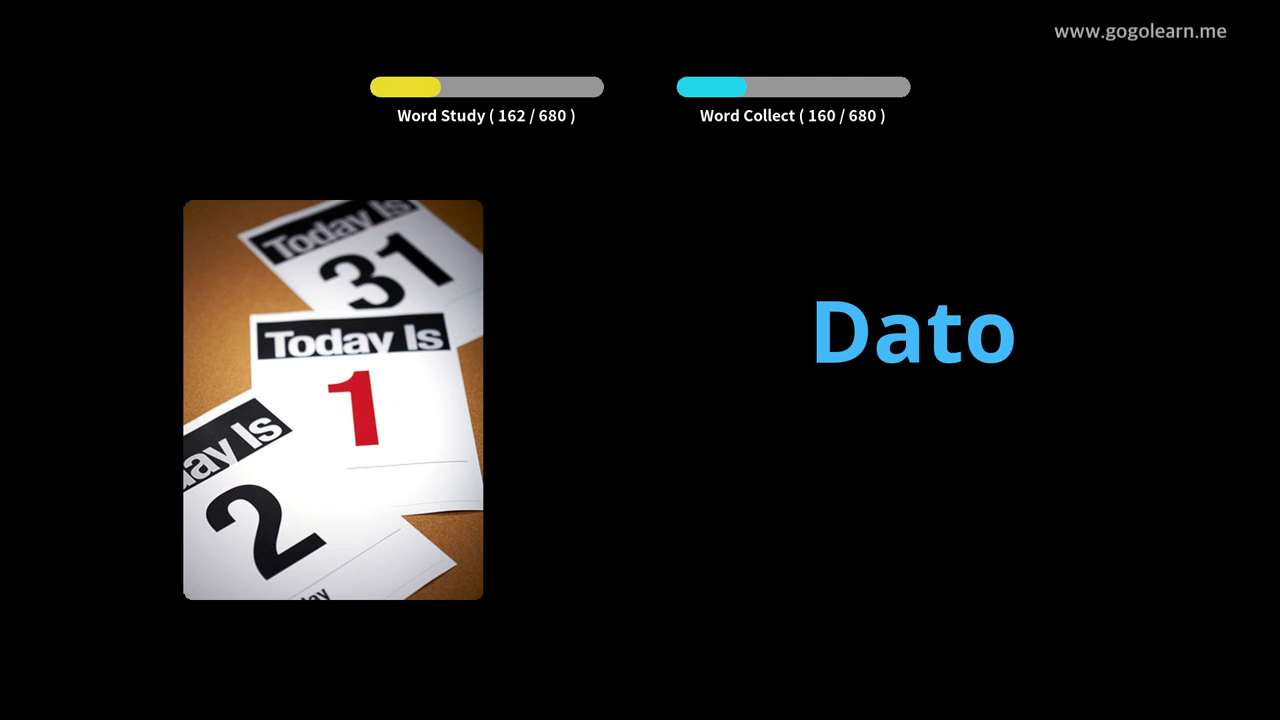 www.gogolearn.me
Word Study ( 162 / 680 )
Word Collect ( 160 / 680 )
Today Is
31
Today Is
1
ay Is
2
day
Dato